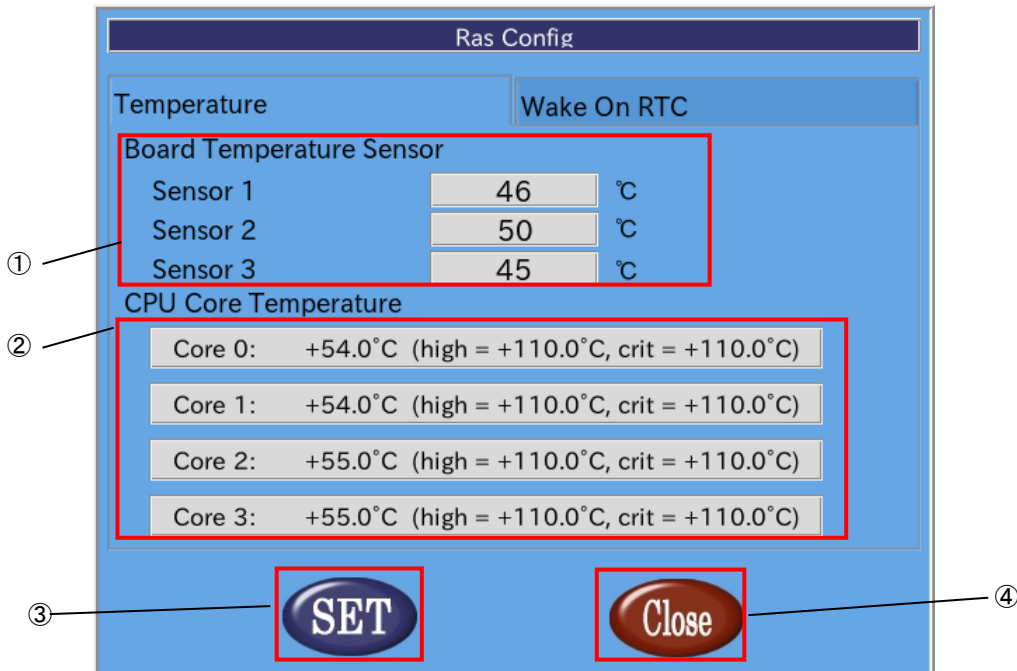 Ras Config
Temperature
Wake On RTC
Board Temperature Sensor
Sensor 1 46 ℃
Sensor 2 50 ℃
① Sensor 3 45 ℃
CPU Core Temperature
② Core 0: +54.0°C (high = +110.0°C, crit = +110.0°C)
Core 1: +54.0°C (high = +110.0°C, crit = +110.0°C)
Core 2: +55.0°C (high = +110.0°C, crit = +110.0°C)
Core 3: +55.0°C (high = +110.0°C, crit = +110.0°C)
③ SET Close ④